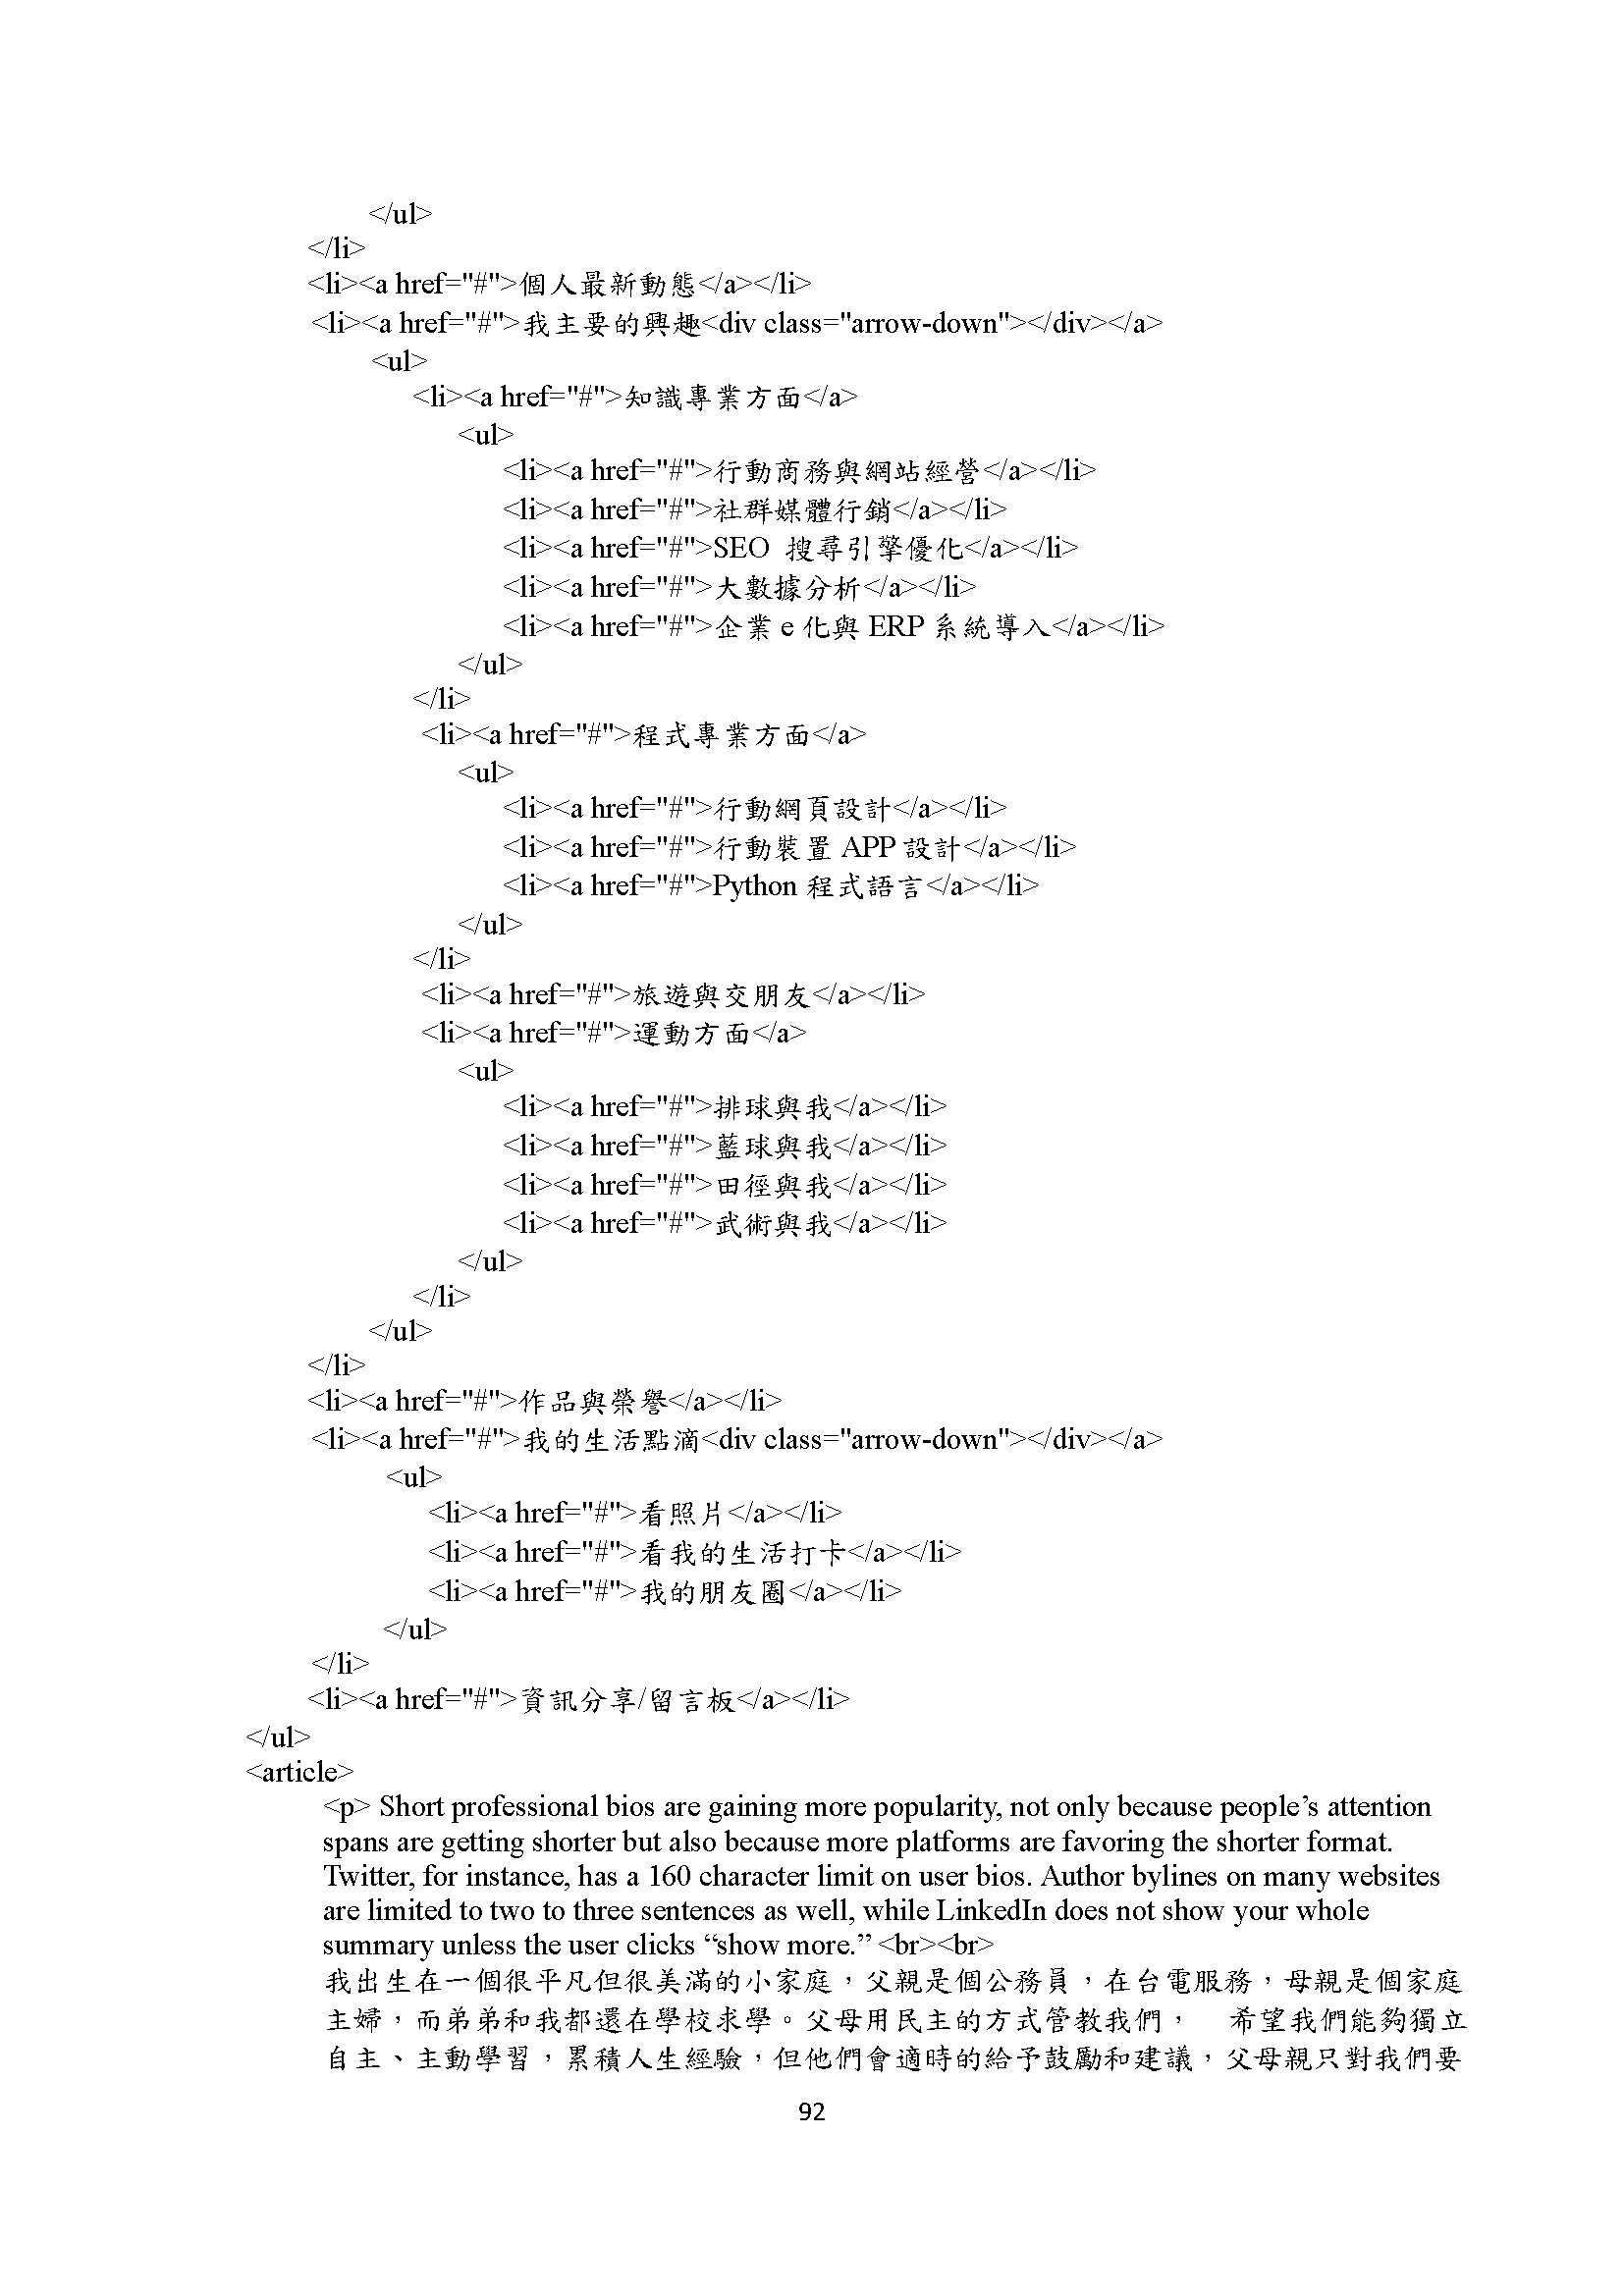 </ul>
</li>
<li><a href="#">個人最新動態</a></li>
<li><a href="#">我主要的興趣<div class="arrow-down"></div></a>
<ul>
<li><a href="#">知識專業方面</a>
<ul>
<li><a href="#">行動商務與網站經營</a></li>
<li><a href="#">社群媒體行銷</a></li>
<li><a href="#">SEO 搜尋引擎優化</a></li>
<li><a href="#">大數據分析</a></li>
<li><a href="#">企業 e 化與 ERP 系統導入</a></li>
</ul>
</li>
<li><a href="#">程式專業方面</a>
<ul>
<li><a href="#">行動網頁設計</a></li>
<li><a href="#">行動裝置 APP 設計</a></li>
<li><a href="#">Python 程式語言</a></li>
</ul>
</li>
<li><a href="#">旅遊與交朋友</a></li>
<li><a href="#">運動方面</a>
<ul>
<li><a href="#">排球與我</a></li>
<li><a href="#">藍球與我</a></li>
<li><a href="#">田徑與我</a></li>
<li><a href="#">武術與我</a></li>
</ul>
</li>
</ul>
</li>
<li><a href="#">作品與榮譽</a></li>
<li><a href="#">我的生活點滴<div class="arrow-down"></div></a>
<ul>
<li><a href="#">看照片</a></li>
<li><a href="#">看我的生活打卡</a></li>
<li><a href="#">我的朋友圈</a></li>
</ul>
</li>
<li><a href="#">資訊分享/留言板</a></li>
</ul>
<article>
<p> Short professional bios are gaining more popularity, not only because people’s attention
spans are getting shorter but also because more platforms are favoring the shorter format.
Twitter, for instance, has a 160 character limit on user bios. Author bylines on many websites
are limited to two to three sentences as well, while LinkedIn does not show your whole
summary unless the user clicks “show more.” <br><br>
我出生在一個很平凡但很美滿的小家庭，父親是個公務員，在台電服務，母親是個家庭
主婦，而弟弟和我都還在學校求學。父母用民主的方式管教我們，　希望我們能夠獨立
自主、主動學習，累積人生經驗，但他們會適時的給予鼓勵和建議，父母親只對我們要
92